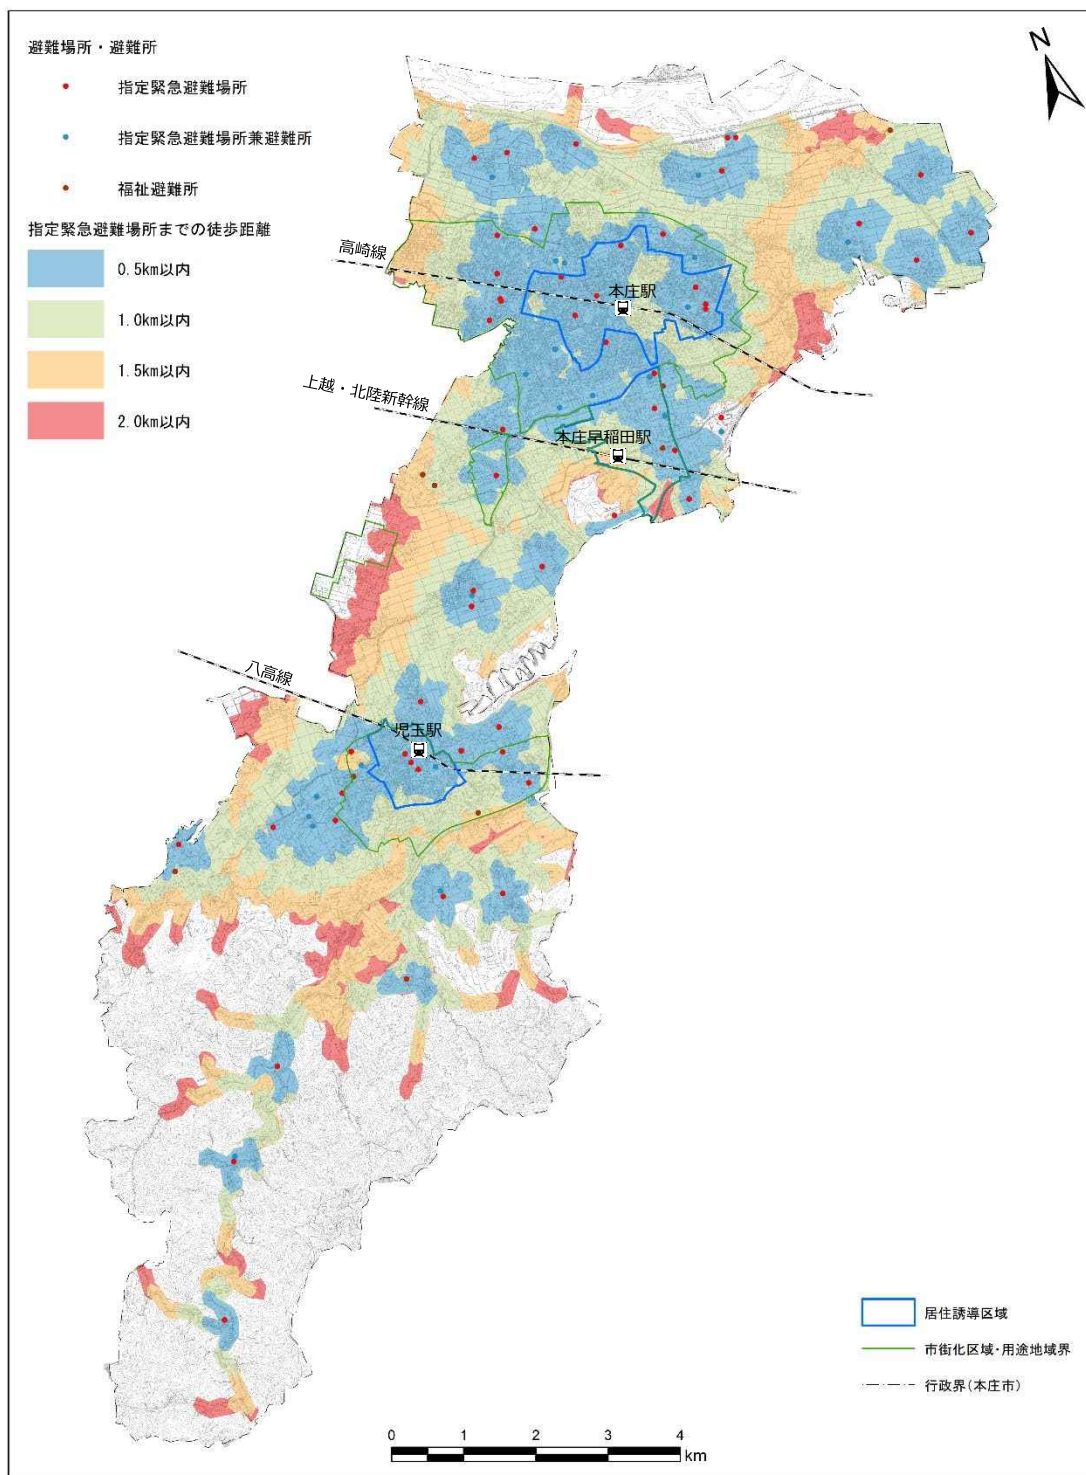 避難場所・避難所
指定緊急避難場所
指定緊急避難場所兼避難所
福祉避難所
指定緊急避難場所までの徒歩距離
0.5km以内
1.0km以内
1.5km以内
2.0km以内
N
高崎線
本庄駅
上越・北陸新幹線
本庄早稲田駅
八高線
児玉駅
居住誘導区域
市街化区域・用途地域界
行政界(本庄市)
0 1 2 3 4
km